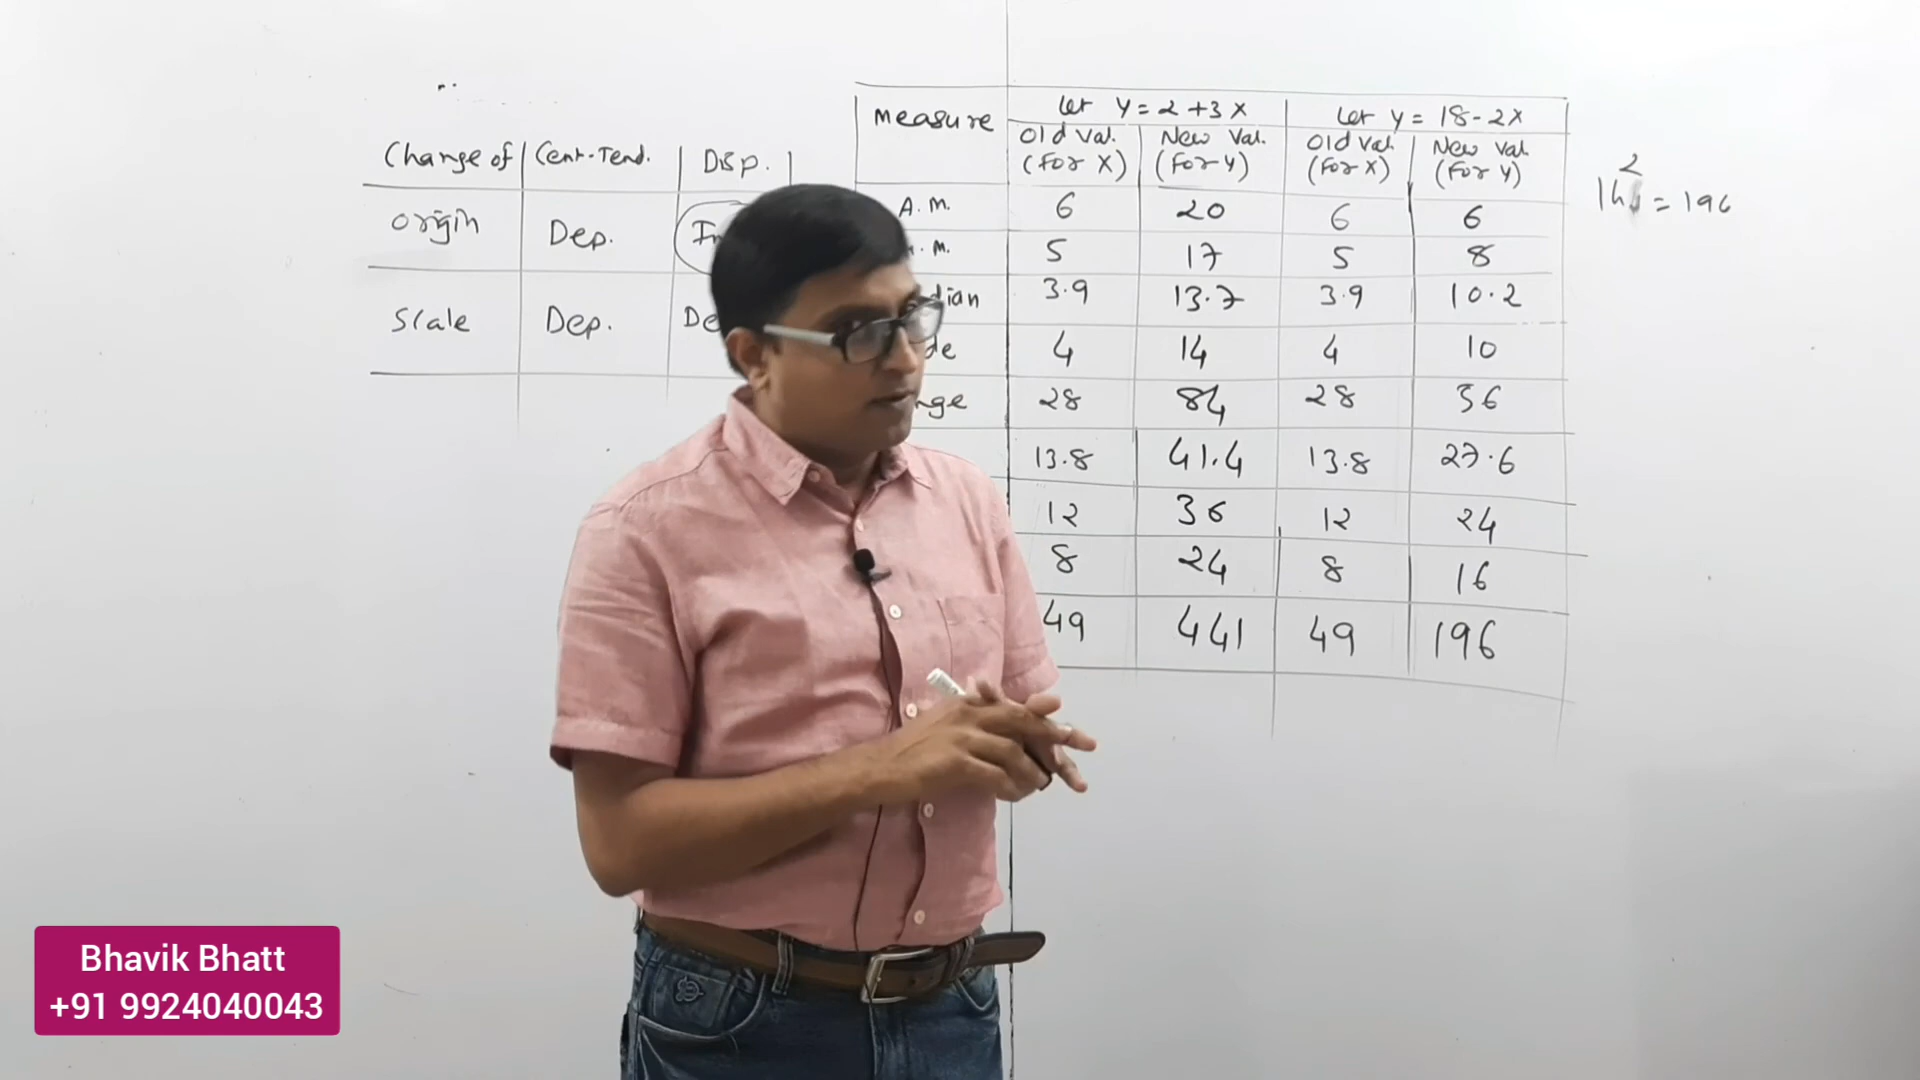 Change of Cent-Tend. Disp.
Origin Dep.
Scale Dep. De
Measure Let Y = 2 + 3X Let Y = 18 - 2X
Old Val. (For X) New Val. (For Y) Old Val. (For X) New Val. (For Y)
A.M. 6 20 6 6
. M. 5 17 5 8
dian 3.9 13.7 3.9 10.2
de 4 14 4 10
nge 28 84 28 56
13.8 41.4 13.8 27.6
12 36 12 24
8 24 8 16
49 441 49 196
14² = 196
Bhavik Bhatt
+91 9924040043